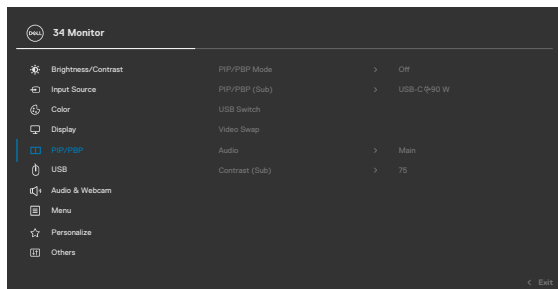 DELL 34 Monitor
Brightness/Contrast PIP/PBP Mode > Off
Input Source PIP/PBP (Sub) > USB-C 90 W
Color USB Switch
Display Video Swap
PIP/PBP Audio > Main
USB Contrast (Sub) > 75
Audio & Webcam
Menu
Personalize
Others
< Exit